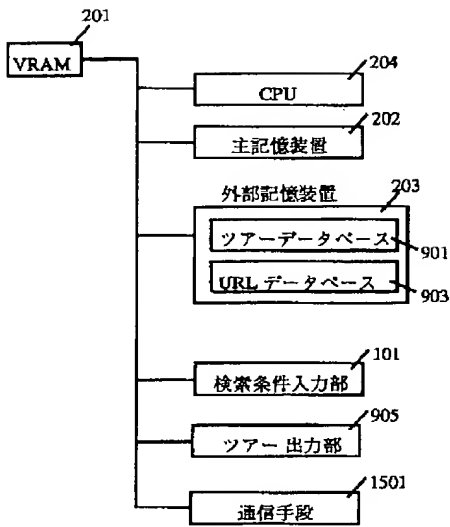 201
VRAM
204
CPU
202
主記憶装置
外部記憶装置
203
ツアーデータベース
901
URL データベース
903
101
検索条件入力部
905
ツアー 出力部
1501
通信手段